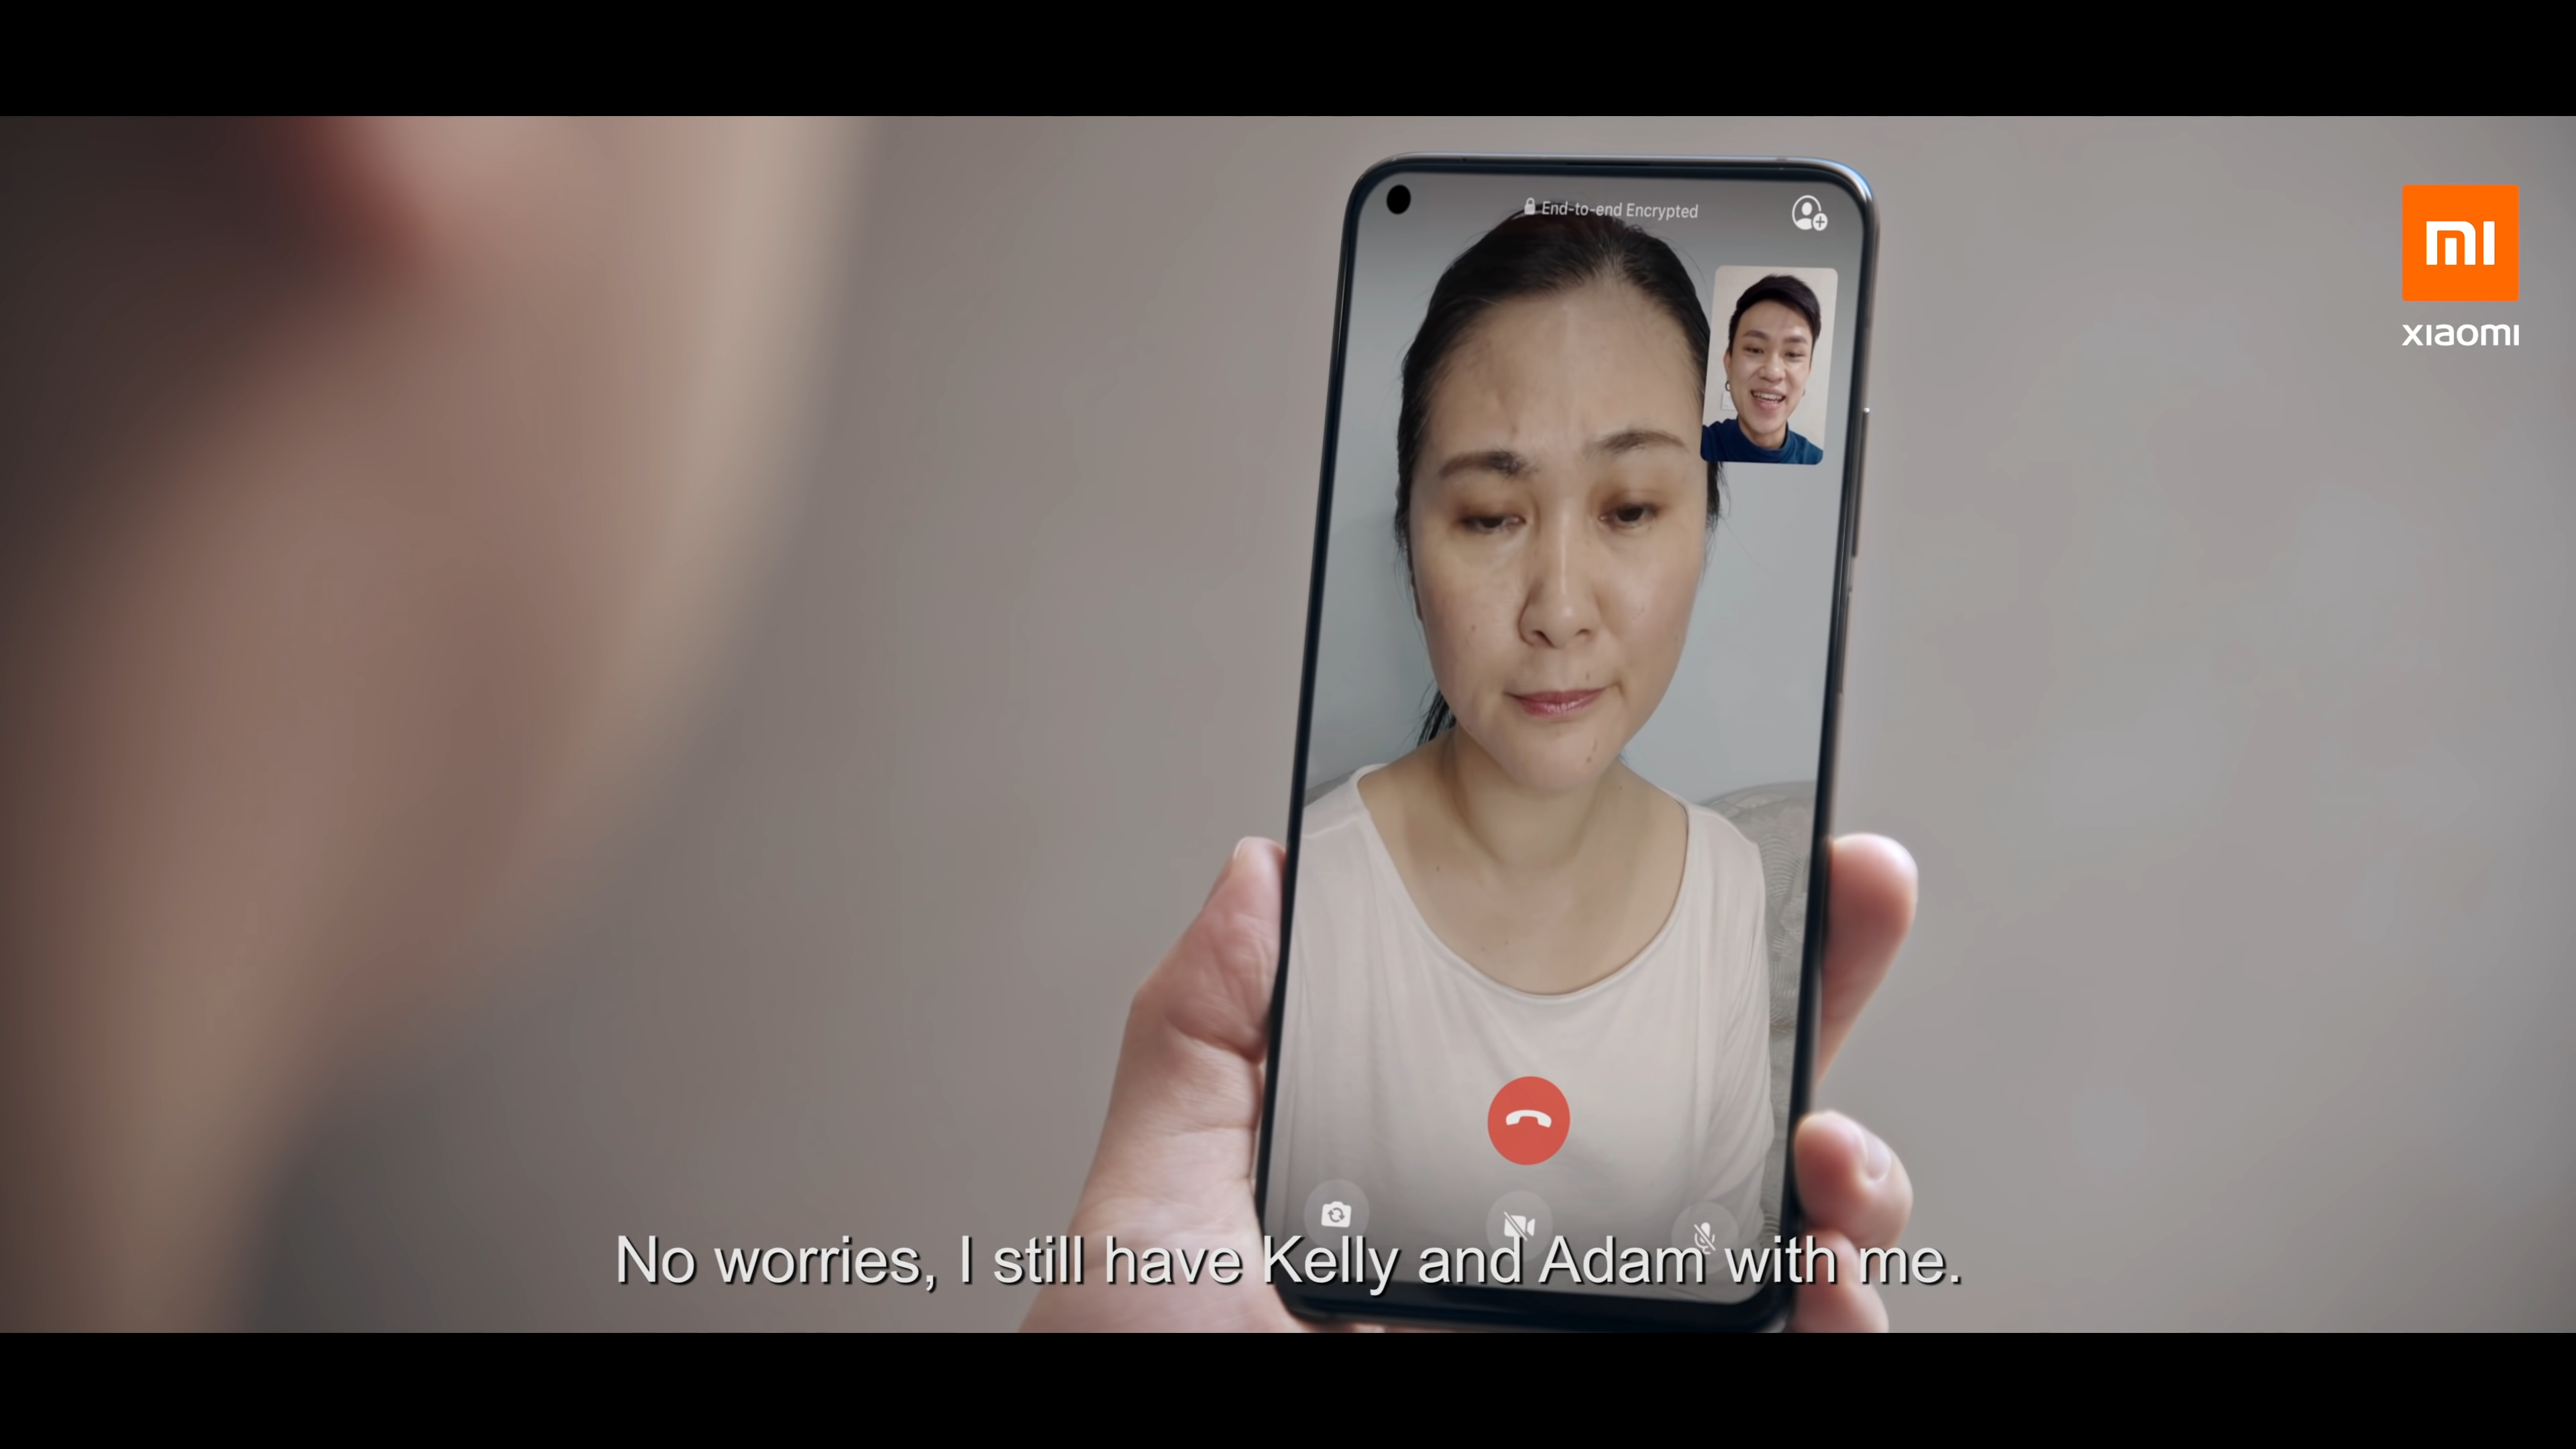 End-to-end Encrypted
mi
xiaomi
No worries, I still have Kelly and Adam with me.